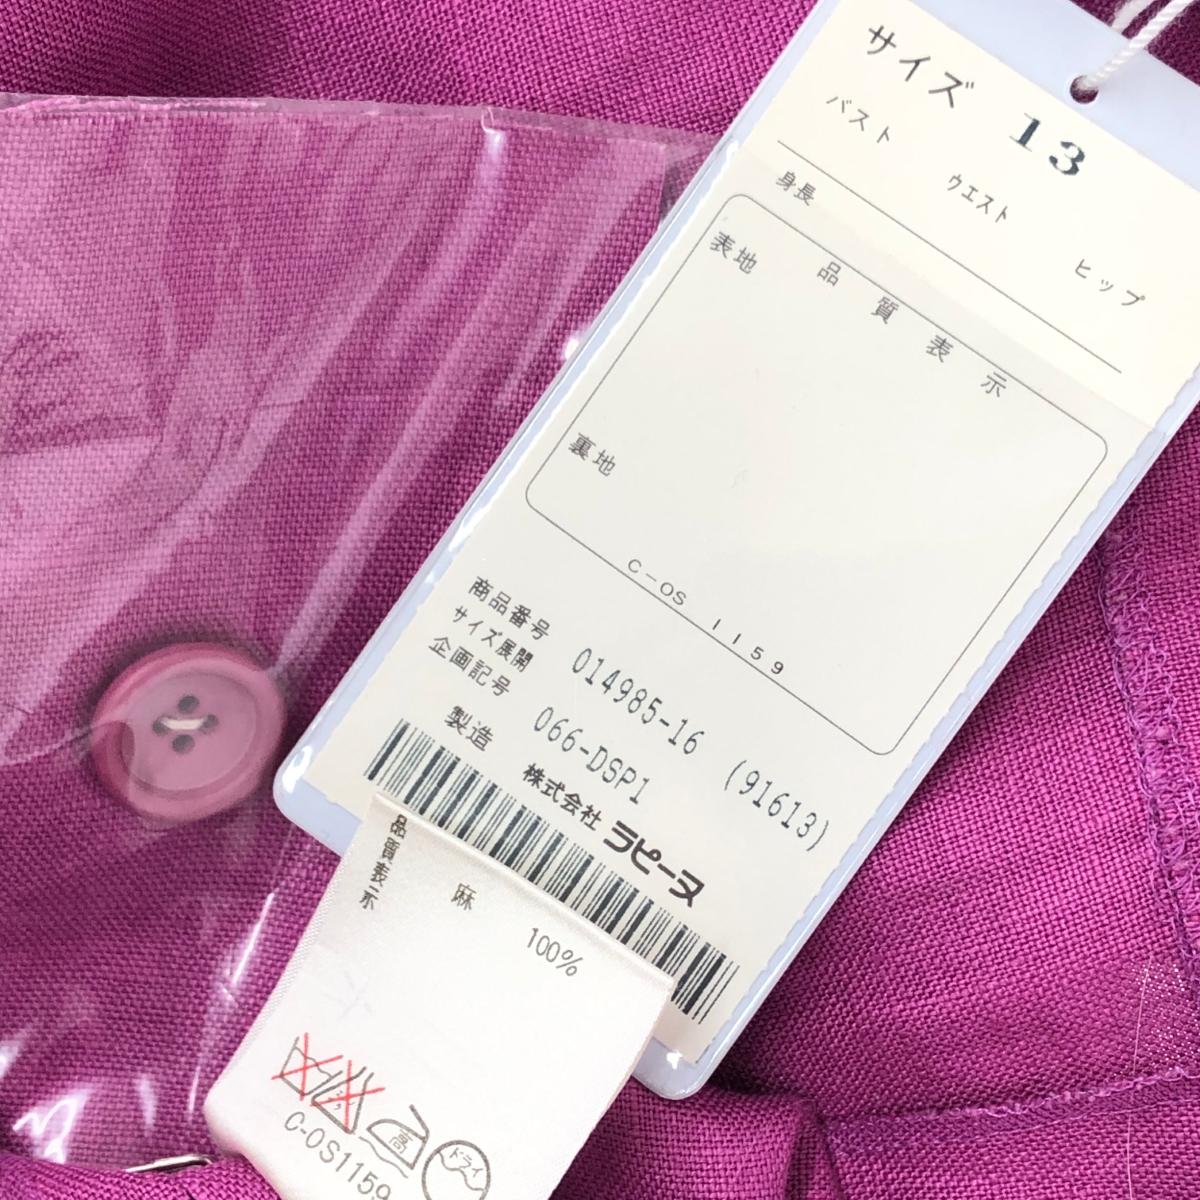 サイズ 13
バスト ウエスト ヒップ
身長
品質表示
表地
裏地
C-OS 1159
商品番号 014985-16 (91613)
サイズ展開
企画記号 066-DSP1
製造 株式会社 ラピーヌ
品質表示
麻 100%
高 ドライ
C-OS1159